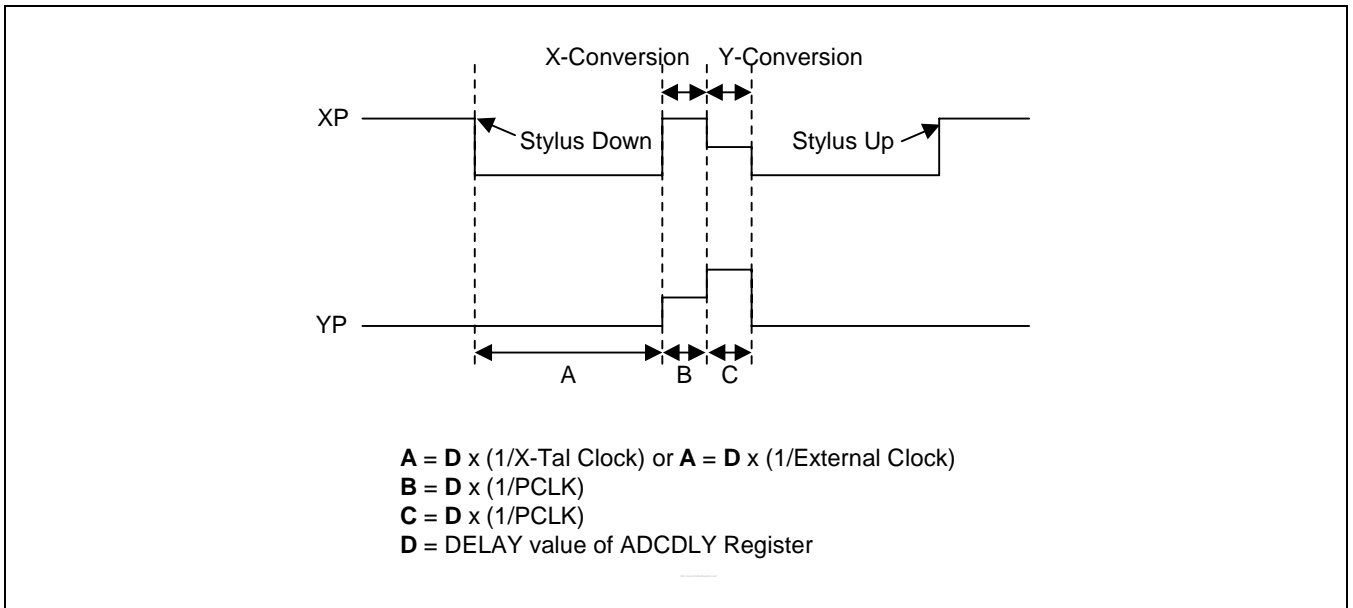 X-Conversion Y-Conversion
XP
Stylus Down
Stylus Up
YP
A
B
C
A = D x (1/X-Tal Clock) or A = D x (1/External Clock)
B = D x (1/PCLK)
C = D x (1/PCLK)
D = DELAY value of ADCDLY Register